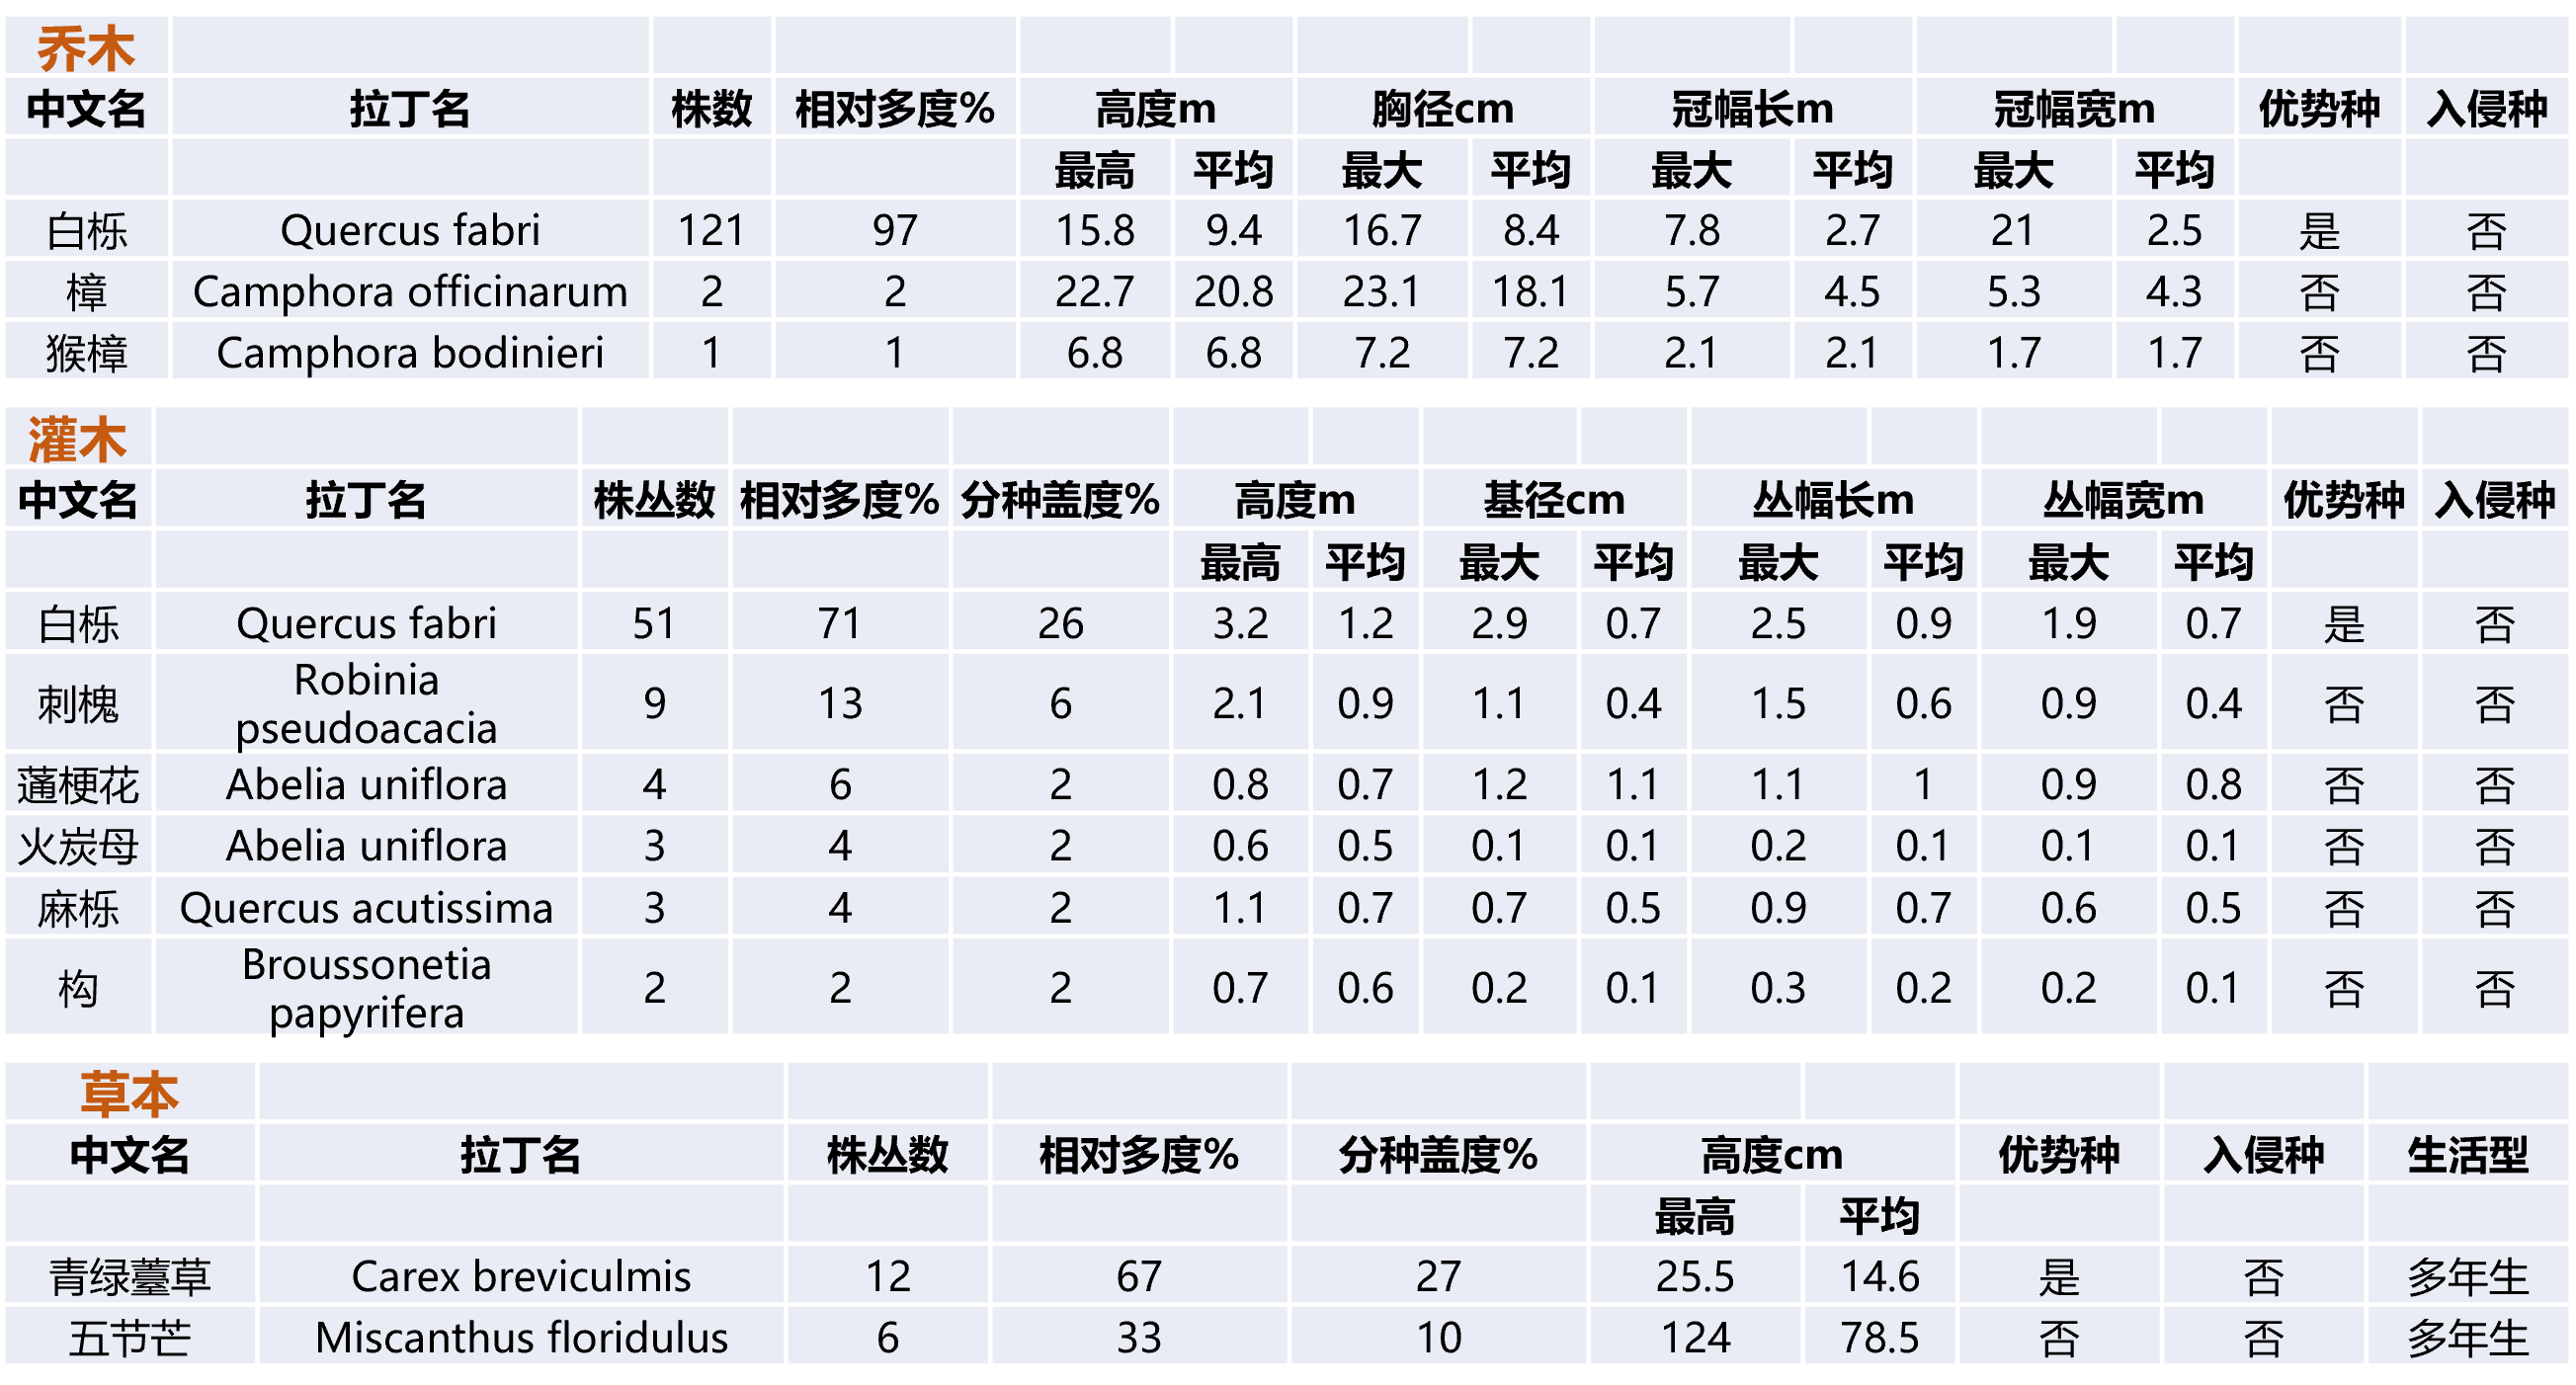 乔木
中文名 拉丁名 株数 相对多度% 高度m 胸径cm 冠幅长m 冠幅宽m 优势种 入侵种
最高 平均 最大 平均 最大 平均 最大 平均
白栎 Quercus fabri 121 97 15.8 9.4 16.7 8.4 7.8 2.7 21 2.5 是 否
樟 Camphora officinarum 2 2 22.7 20.8 23.1 18.1 5.7 4.5 5.3 4.3 否 否
猴樟 Camphora bodinieri 1 1 6.8 6.8 7.2 7.2 2.1 2.1 1.7 1.7 否 否
灌木
中文名 拉丁名 株丛数 相对多度% 分种盖度% 高度m 基径cm 丛幅长m 丛幅宽m 优势种 入侵种
最高 平均 最大 平均 最大 平均 最大 平均
白栎 Quercus fabri 51 71 26 3.2 1.2 2.9 0.7 2.5 0.9 1.9 0.7 是 否
刺槐 Robinia pseudoacacia 9 13 6 2.1 0.9 1.1 0.4 1.5 0.6 0.9 0.4 否 否
蓪梗花 Abelia uniflora 4 6 2 0.8 0.7 1.2 1.1 1.1 1 0.9 0.8 否 否
火炭母 Abelia uniflora 3 4 2 0.6 0.5 0.1 0.1 0.2 0.1 0.1 0.1 否 否
麻栎 Quercus acutissima 3 4 2 1.1 0.7 0.7 0.5 0.9 0.7 0.6 0.5 否 否
构 Broussonetia papyrifera 2 2 2 0.7 0.6 0.2 0.1 0.3 0.2 0.2 0.1 否 否
草本
中文名 拉丁名 株丛数 相对多度% 分种盖度% 高度cm 优势种 入侵种 生活型
最高 平均
青绿薹草 Carex breviculmis 12 67 27 25.5 14.6 是 否 多年生
五节芒 Miscanthus floridulus 6 33 10 124 78.5 否 否 多年生